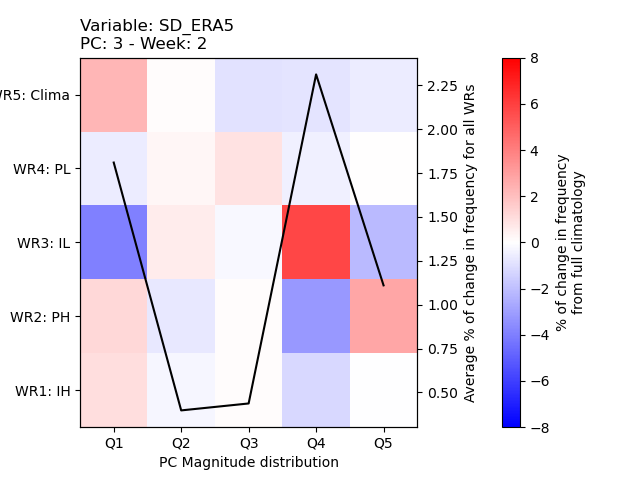 Variable: SD_ERA5
PC: 3 - Week: 2
WR5: Clima
WR4: PL
WR3: IL
WR2: PH
WR1: IH
Q1 Q2 Q3 Q4 Q5
PC Magnitude distribution
2.25
2.00
1.75
1.50
1.25
1.00
0.75
0.50
Average % of change in frequency for all WRs
8
6
4
2
0
−2
−4
−6
−8
% of change in frequency
from full climatology